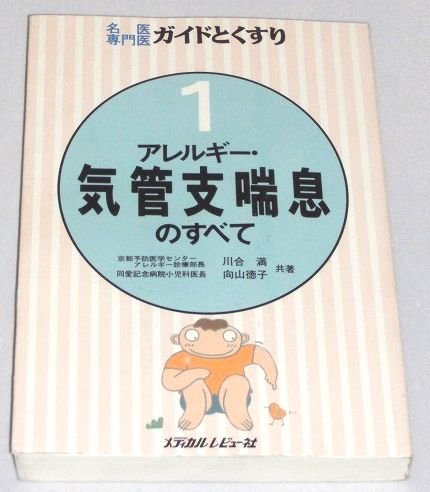 名医
専門医
ガイドとくすり
1
アレルギー・
気管支喘息
のすべて
京都予防医学センター
アレルギー診療部長
川合 満
同愛記念病院小児科医長
向山徳子
共著
メディカルレビュー社